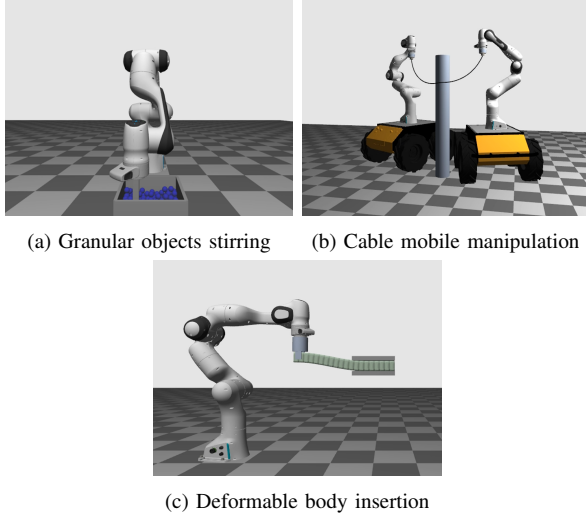 (a) Granular objects stirring
(b) Cable mobile manipulation
(c) Deformable body insertion